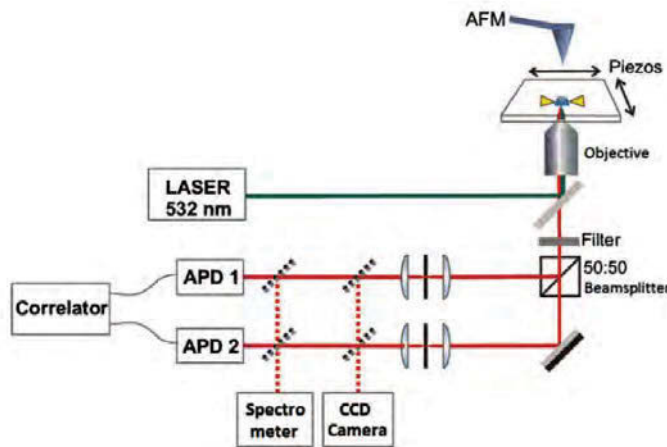 AFM
Piezos
Objective
LASER
532 nm
Filter
50:50
Beamsplitter
APD 1
Correlator
APD 2
Spectro
meter
CCD
Camera